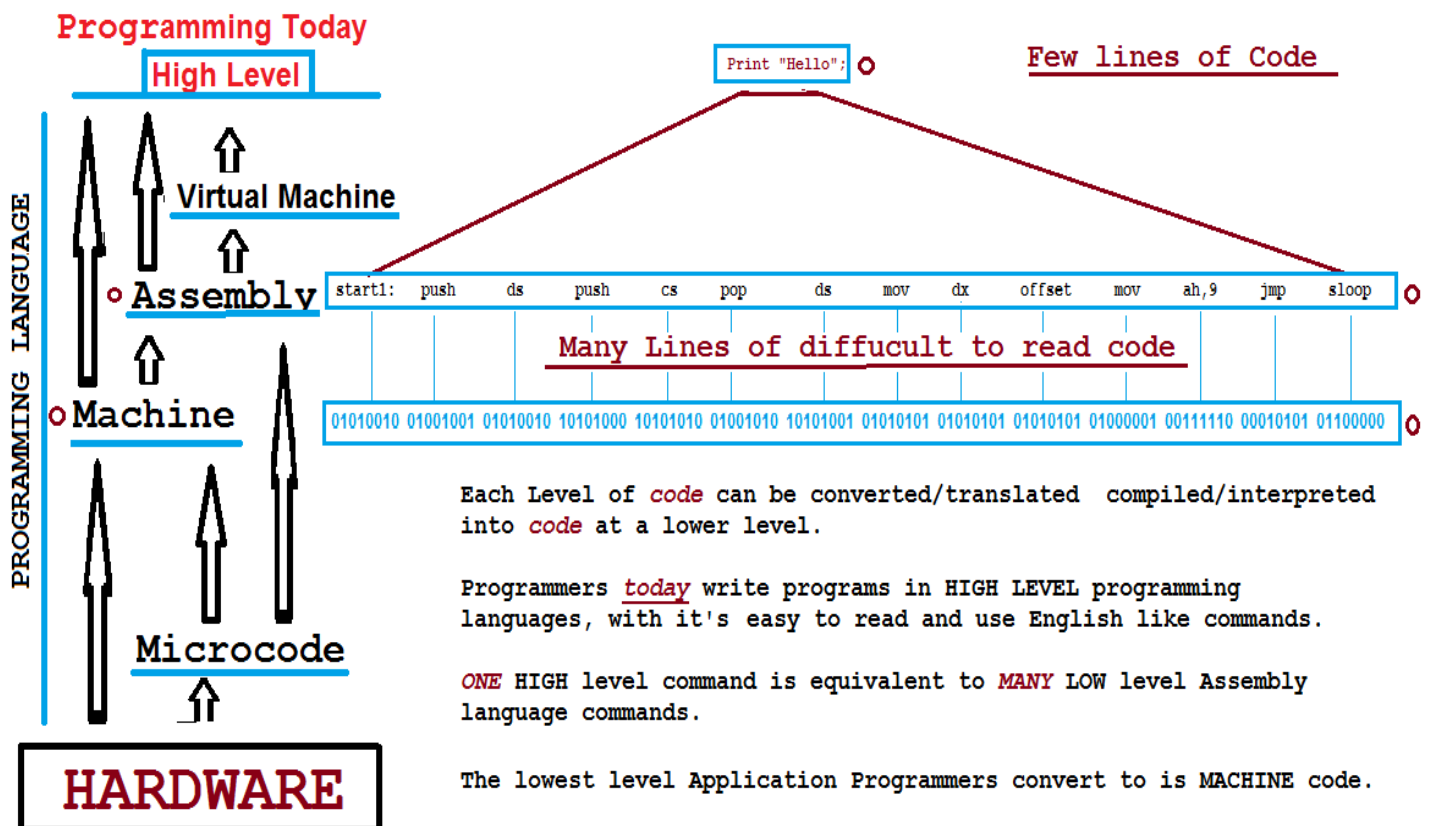 Programming Today
High Level
Print "Hello";
Few lines of Code
Virtual Machine
PROGRAMMING LANGUAGE
Assembly
start1: push ds push cs pop ds mov dx offset mov ah,9 jmp sloop
Many Lines of diffucult to read code
Machine
01010010 01001001 01010010 10101000 10101010 01001010 10101001 01010101 01010101 01010101 01000001 00111110 00010101 01100000
Each Level of code can be converted/translated compiled/interpreted
into code at a lower level.
Programmers today write programs in HIGH LEVEL programming
languages, with it's easy to read and use English like commands.
Microcode
ONE HIGH level command is equivalent to MANY LOW level Assembly
language commands.
HARDWARE
The lowest level Application Programmers convert to is MACHINE code.